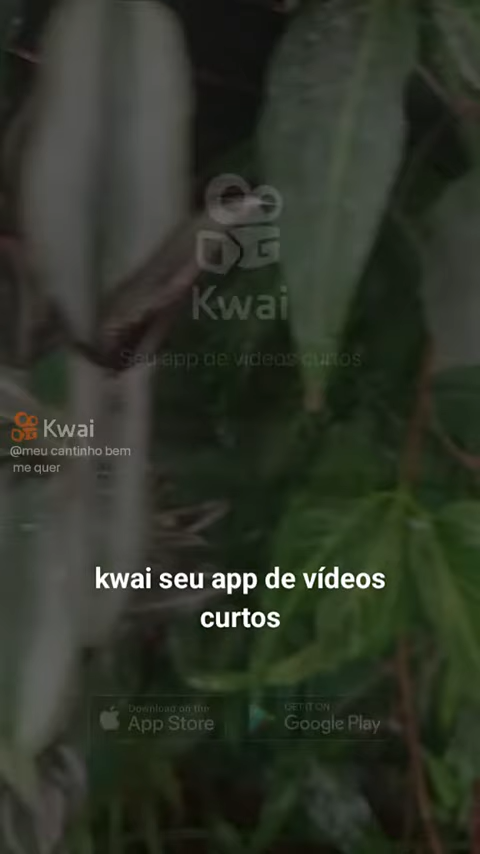 Kwai
Seu app de vídeos curtos
Kwai
@meu cantinho bem
me quer
kwai seu app de vídeos
curtos
Download on the
App Store
GET IT ON
Google Play